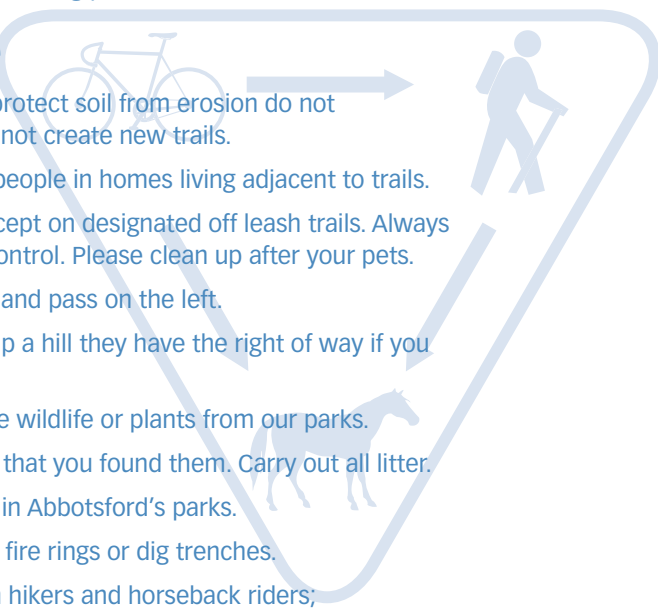 protect soil from erosion do not
not create new trails.
people in homes living adjacent to trails.
cept on designated off leash trails. Always
ontrol. Please clean up after your pets.
and pass on the left.
p a hill they have the right of way if you
e wildlife or plants from our parks.
that you found them. Carry out all litter.
in Abbotsford's parks.
fire rings or dig trenches.
hikers and horseback riders;